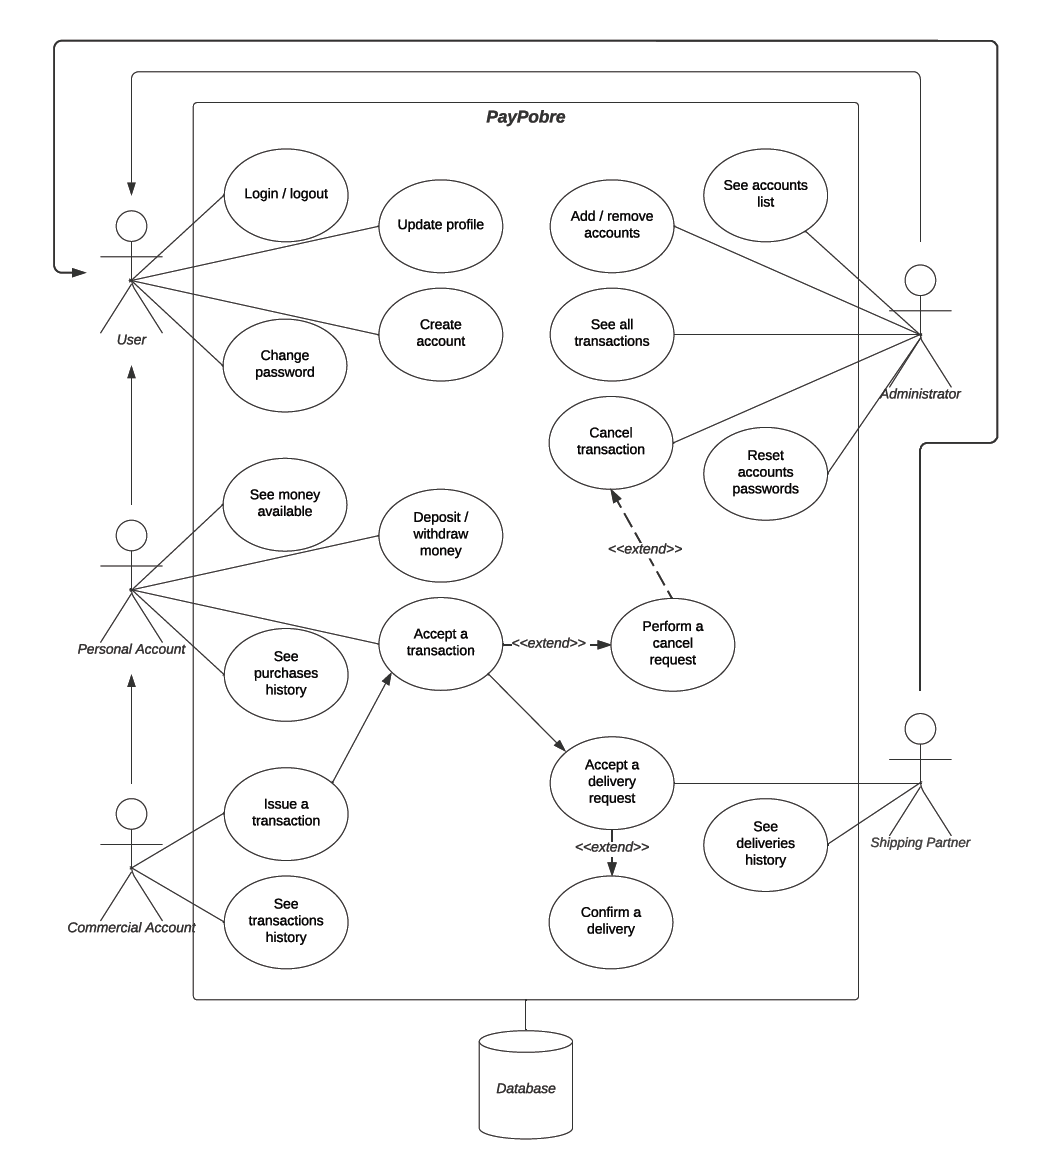 PayPobre
Login / logout
Update profile
Create
account
Change
password
User
Add / remove
accounts
See accounts
list
See all
transactions
Cancel
transaction
Reset
accounts
passwords
Administrator
See money
available
Deposit /
withdraw
money
Accept a
transaction
See
purchases
history
Personal Account
<<extend>>
<<extend>>
Perform a
cancel
request
Issue a
transaction
See
transactions
history
Commercial Account
Accept a
delivery
request
<<extend>>
Confirm a
delivery
See
deliveries
history
Shipping Partner
Database